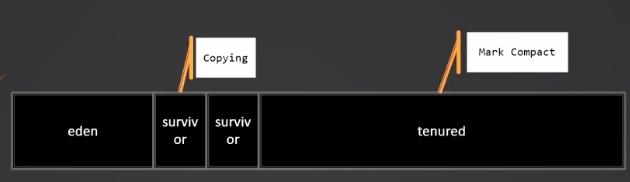 Copying
Mark Compact
eden
surviv
or
surviv
or
tenured